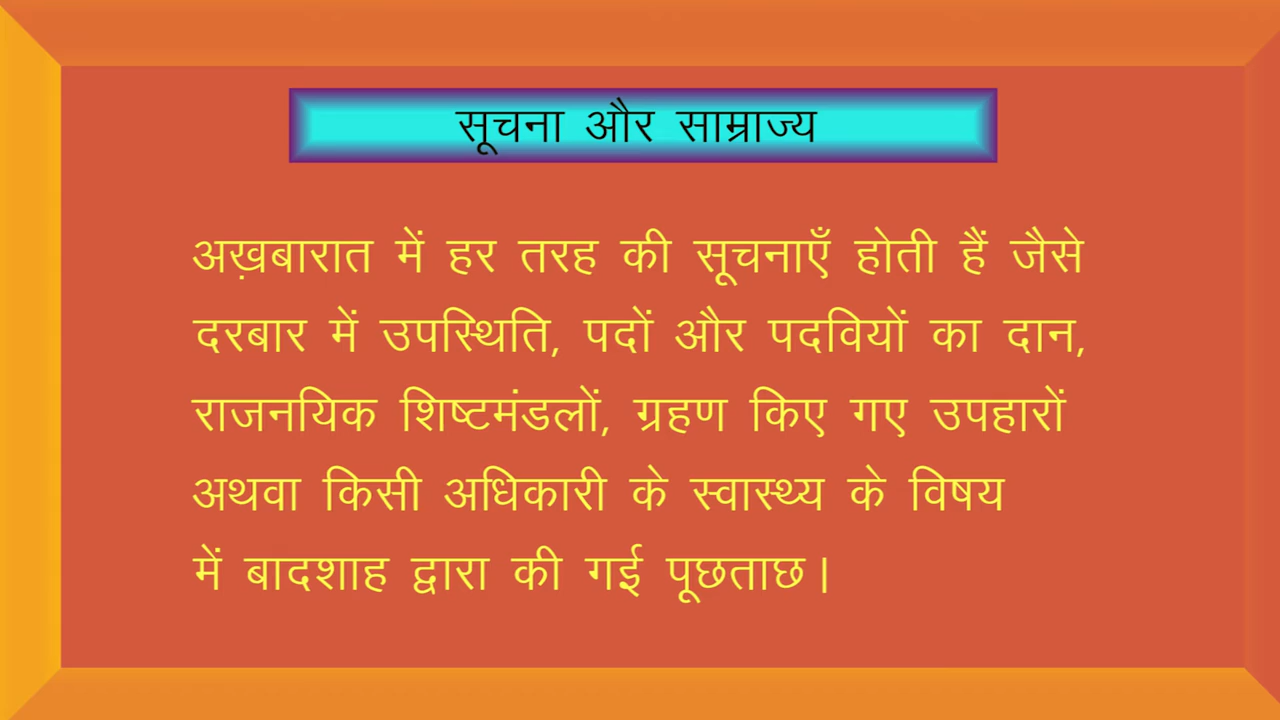 सूचना और साम्राज्य
अख़बारात में हर तरह की सूचनाएँ होती हैं जैसे
दरबार में उपस्थिति, पदों और पदवियों का दान,
राजनयिक शिष्टमंडलों, ग्रहण किए गए उपहारों
अथवा किसी अधिकारी के स्वास्थ्य के विषय
में बादशाह द्वारा की गई पूछताछ।